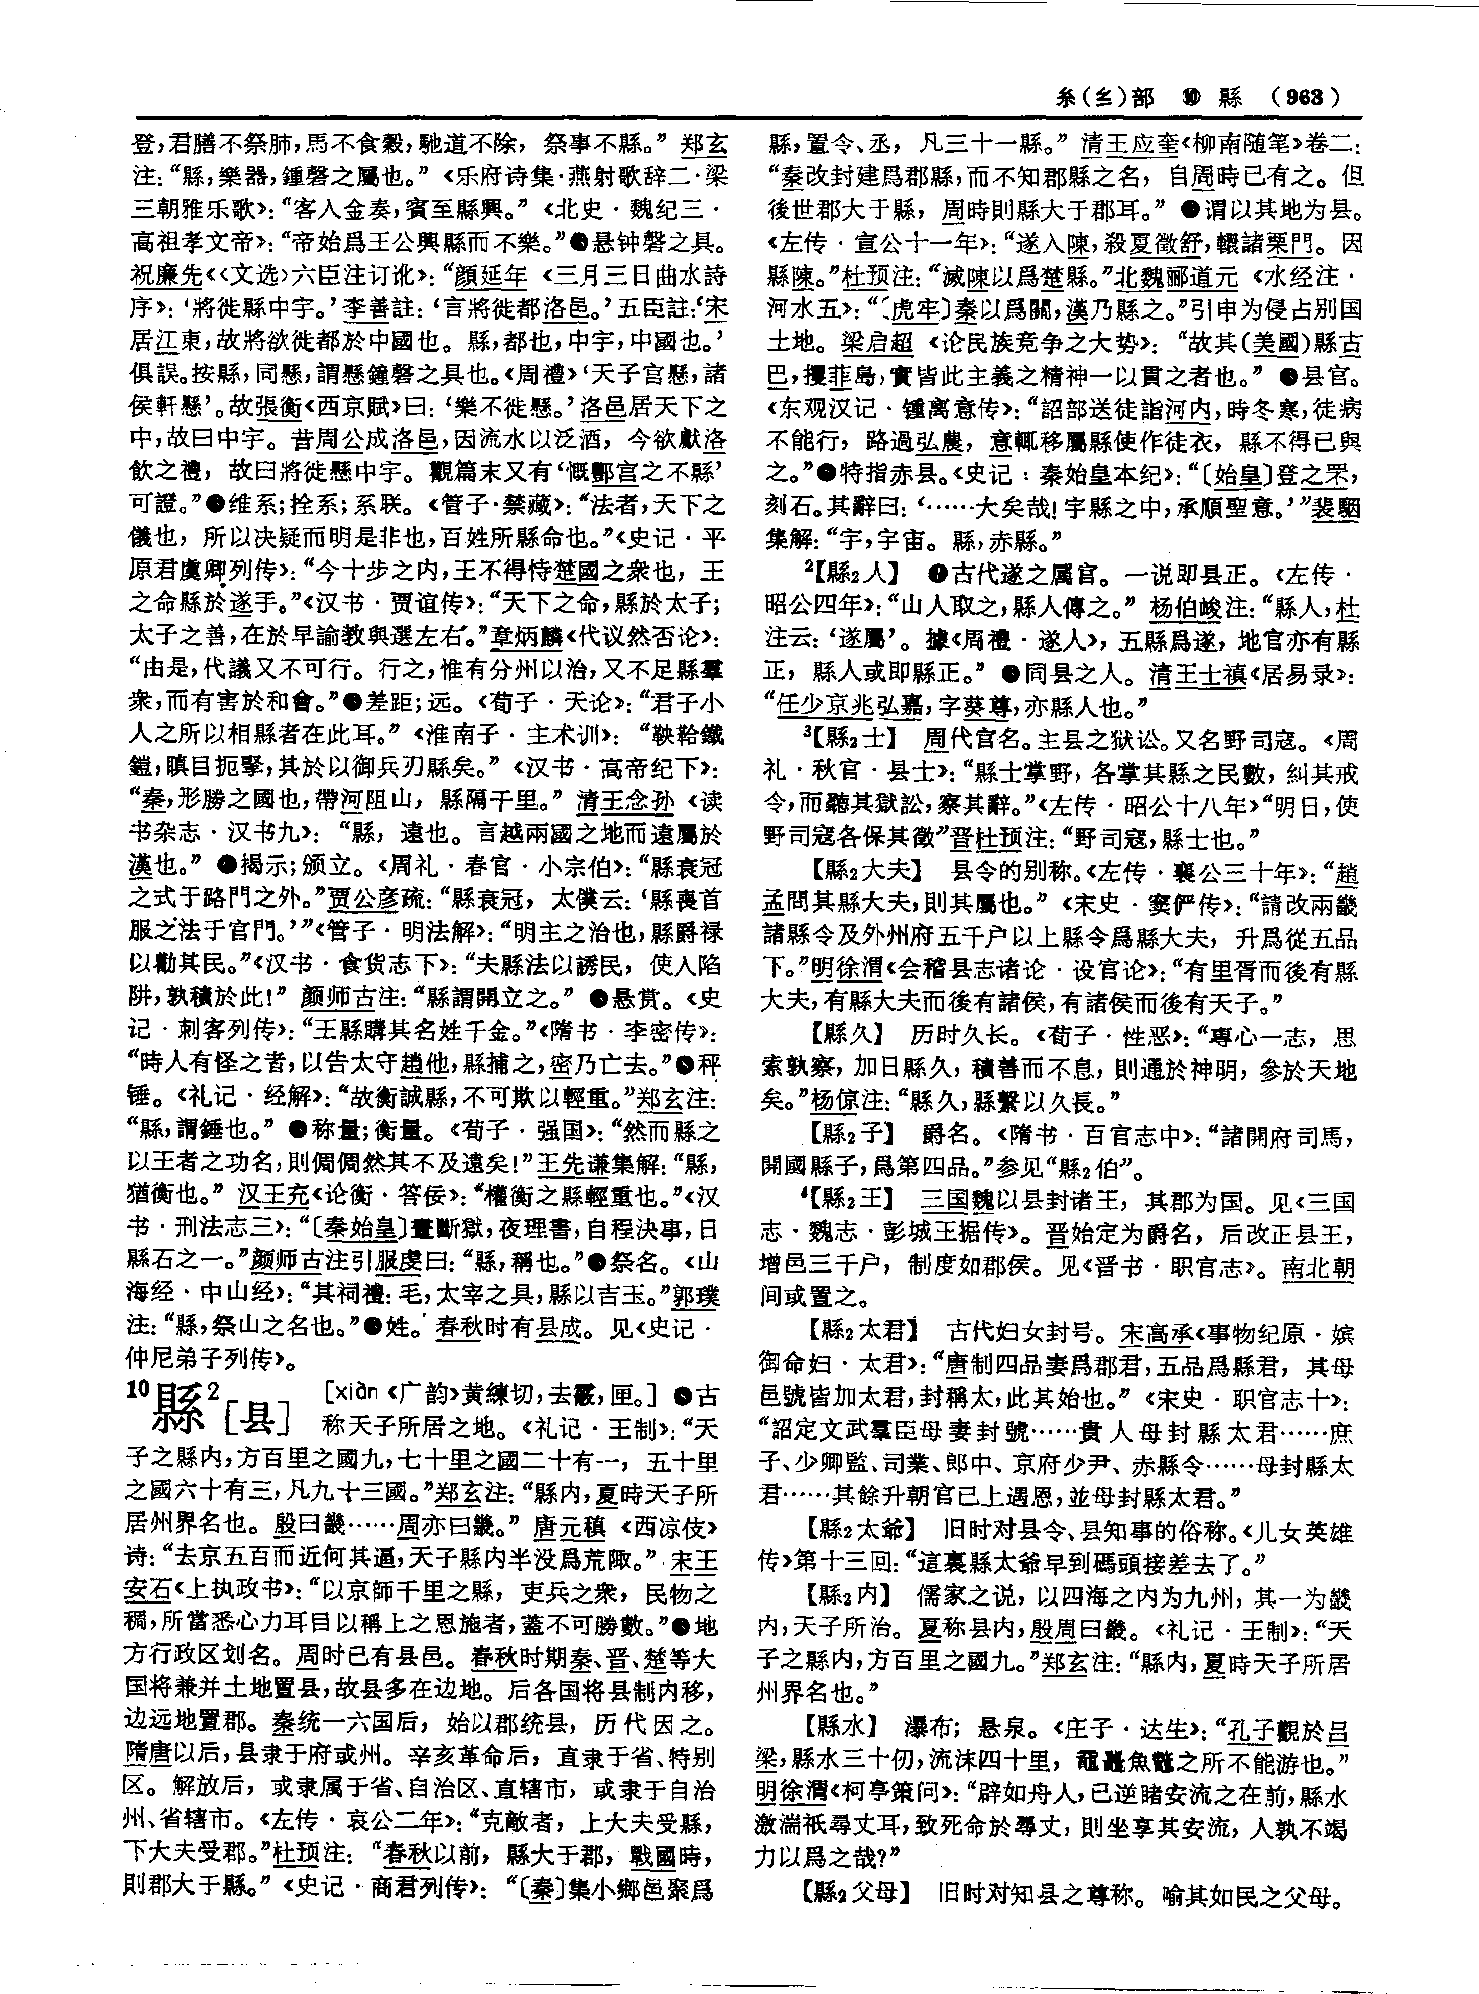 糸(糹)部 ⑩ 縣 (963)
登,君膳不祭肺,馬不食穀,馳道不除,祭事不縣。”郑玄
注:“縣,樂器,鍾磬之屬也。”《乐府诗集·燕射歌辞二·梁
三朝雅乐歌》:“客入金奏,賓至縣興。”《北史·魏纪三·
高祖孝文帝》:“帝始爲王公興縣而不樂。”●悬钟磬之具。
祝廉先《〈文选〉六臣注订讹》:“顔延年《三月三日曲水詩
序》:‘將徙縣中宇。’李善註:‘言將徙都洛邑。’五臣註:‘宋
居江東,故將欲徙都於中國也。縣,都也,中宇,中國也。’
俱誤。按縣,同懸,謂懸鐘磬之具也。《周禮》‘天子宫懸,諸
侯軒懸’。故張衡《西京賦》曰:‘樂不徙懸。’洛邑居天下之
中,故曰中宇。昔周公成洛邑,因流水以泛酒,今欲獻洛
飲之禮,故曰將徙懸中宇。觀篇末又有‘慨酆宫之不縣’
可證。”●维系;拴系;系联。《管子·禁藏》:“法者,天下之
儀也,所以决疑而明是非也,百姓所縣命也。”《史记·平
原君虞卿列传》:“今十步之内,王不得恃楚國之衆也,王
之命縣於遂手。”《汉书·贾谊传》:“天下之命,縣於太子;
太子之善,在於早諭教與選左右。”章炳麟《代议然否论》:
“由是,代議又不可行。行之,惟有分州以治,又不足縣羣
衆,而有害於和會。”●差距;远。《荀子·天论》:“君子小
人之所以相縣者在此耳。”《淮南子·主术训》:“鞅鞈鐵
鎧,瞋目扼掔,其於以御兵刃縣矣。”《汉书·高帝纪下》:
“秦,形勝之國也,帶河阻山,縣隔千里。”清王念孙《读
书杂志·汉书九》:“縣,遠也。言越兩國之地而遠屬於
漢也。”●揭示;颁立。《周礼·春官·小宗伯》:“縣衰冠
之式于路門之外。”贾公彦疏:“縣衰冠,太僕云:‘縣喪首
服之法于宫門。’”《管子·明法解》:“明主之治也,縣爵禄
以勸其民。”《汉书·食货志下》:“夫縣法以誘民,使入陷
阱,孰積於此!”颜师古注:“縣謂開立之。”●悬赏。《史
记·刺客列传》:“王縣購其名姓千金。”《隋书·李密传》:
“時人有怪之者,以告太守趙他,縣捕之,密乃亡去。”●秤
锤。《礼记·经解》:“故衡誠縣,不可欺以輕重。”郑玄注:
“縣,謂錘也。”●称量;衡量。《荀子·强国》:“然而縣之
以王者之功名,則倜倜然其不及遠矣!”王先谦集解:“縣,
猶衡也。”汉王充《论衡·答佞》:“權衡之縣輕重也。”《汉
书·刑法志三》:“〔秦始皇〕晝斷獄,夜理書,自程決事,日
縣石之一。”颜师古注引服虔曰:“縣,稱也。”●祭名。《山
海经·中山经》:“其祠禮:毛,太宰之具,縣以吉玉。”郭璞
注:“縣,祭山之名也。”●姓。春秋时有县成。见《史记·
仲尼弟子列传》。
10縣2[县] [xiàn《广韵》黄練切,去霰,匣。]●古
称天子所居之地。《礼记·王制》:“天
子之縣内,方百里之國九,七十里之國二十有一,五十里
之國六十有三,凡九十三國。”郑玄注:“縣内,夏時天子所
居州界名也。殷曰畿……周亦曰畿。”唐元稹《西凉伎》
诗:“去京五百而近何其逼,天子縣内半没爲荒陬。”宋王
安石《上执政书》:“以京師千里之縣,吏兵之衆,民物之
稠,所當悉心力耳目以稱上之恩施者,蓋不可勝數。”●地
方行政区划名。周时已有县邑。春秋时期秦、晋、楚等大
国将兼并土地置县,故县多在边地。后各国将县制内移,
边远地置郡。秦统一六国后,始以郡统县,历代因之。
隋唐以后,县隶于府或州。辛亥革命后,直隶于省、特别
区。解放后,或隶属于省、自治区、直辖市,或隶于自治
州、省辖市。《左传·哀公二年》:“克敵者,上大夫受縣,
下大夫受郡。”杜预注:“春秋以前,縣大于郡,戰國時,
則郡大于縣。”《史记·商君列传》:“〔秦〕集小鄉邑聚爲
縣,置令、丞,凡三十一縣。”清王应奎《柳南随笔》卷二:
“秦改封建爲郡縣,而不知郡縣之名,自周時已有之。但
後世郡大于縣,周時則縣大于郡耳。”●谓以其地为县。
《左传·宣公十一年》:“遂入陳,殺夏徵舒,轘諸栗門。因
縣陳。”杜预注:“滅陳以爲楚縣。”北魏郦道元《水经注·
河水五》:“〔虎牢〕秦以爲關,漢乃縣之。”引申为侵占别国
土地。梁启超《论民族竞争之大势》:“故其(美國)縣古
巴,攫菲島,實皆此主義之精神一以貫之者也。”●县官。
《东观汉记·锺离意传》:“詔部送徒詣河内,時冬寒,徒病
不能行,路過弘農,意輒移屬縣使作徒衣,縣不得已與
之。”●特指赤县。《史记:秦始皇本纪》:“〔始皇〕登之罘,
刻石。其辭曰:‘……大矣哉!宇縣之中,承順聖意。’”裴駰
集解:“宇,宇宙。縣,赤縣。”
2【縣2人】 ❶古代遂之属官。一说即县正。《左传·
昭公四年》:“山人取之,縣人傳之。”杨伯峻注:“縣人,杜
注云:‘遂屬’。據《周禮·遂人》,五縣爲遂,地官亦有縣
正,縣人或即縣正。”●同县之人。清王士禛《居易录》:
“任少京兆弘嘉,字葵尊,亦縣人也。”
3【縣2士】 周代官名。主县之狱讼。又名野司寇。《周
礼·秋官·县士》:“縣士掌野,各掌其縣之民數,糾其戒
令,而聽其獄訟,察其辭。”《左传·昭公十八年》“明日,使
野司寇各保其徵”晋杜预注:“野司寇,縣士也。”
【縣2大夫】 县令的别称。《左传·襄公三十年》:“趙
孟問其縣大夫,則其屬也。”《宋史·窦俨传》:“請改兩畿
諸縣令及外州府五千户以上縣令爲縣大夫,升爲從五品
下。”明徐渭《会稽县志诸论·设官论》:“有里胥而後有縣
大夫,有縣大夫而後有諸侯,有諸侯而後有天子。”
【縣久】 历时久长。《荀子·性恶》:“專心一志,思
索孰察,加日縣久,積善而不息,則通於神明,參於天地
矣。”杨倞注:“縣久,縣繫以久長。”
【縣2子】 爵名。《隋书·百官志中》:“諸開府司馬,
開國縣子,爲第四品。”参见“縣2伯”。
4【縣2王】 三国魏以县封诸王,其郡为国。见《三国
志·魏志·彭城王据传》。晋始定为爵名,后改正县王,
增邑三千户,制度如郡侯。见《晋书·职官志》。南北朝
间或置之。
【縣2太君】 古代妇女封号。宋高承《事物纪原·嫔
御命妇·太君》:“唐制四品妻爲郡君,五品爲縣君,其母
邑號皆加太君,封稱太,此其始也。”《宋史·职官志十》:
“詔定文武羣臣母妻封號……貴人母封縣太君……庶
子、少卿監、司業、郎中、京府少尹、赤縣令……母封縣太
君……其餘升朝官已上遇恩,並母封縣太君。”
【縣2太爺】 旧时对县令、县知事的俗称。《儿女英雄
传》第十三回:“這裏縣太爺早到碼頭接差去了。”
【縣2内】 儒家之说,以四海之内为九州,其一为畿
内,天子所治。夏称县内,殷周曰畿。《礼记·王制》:“天
子之縣内,方百里之國九。”郑玄注:“縣内,夏時天子所居
州界名也。”
【縣水】 瀑布;悬泉。《庄子·达生》:“孔子觀於吕
梁,縣水三十仞,流沫四十里,黿鼉魚鼈之所不能游也。”
明徐渭《柯亭策问》:“辟如舟人,已逆睹安流之在前,縣水
激湍衹尋丈耳,致死命於尋丈,則坐享其安流,人孰不竭
力以爲之哉?”
【縣2父母】 旧时对知县之尊称。喻其如民之父母。